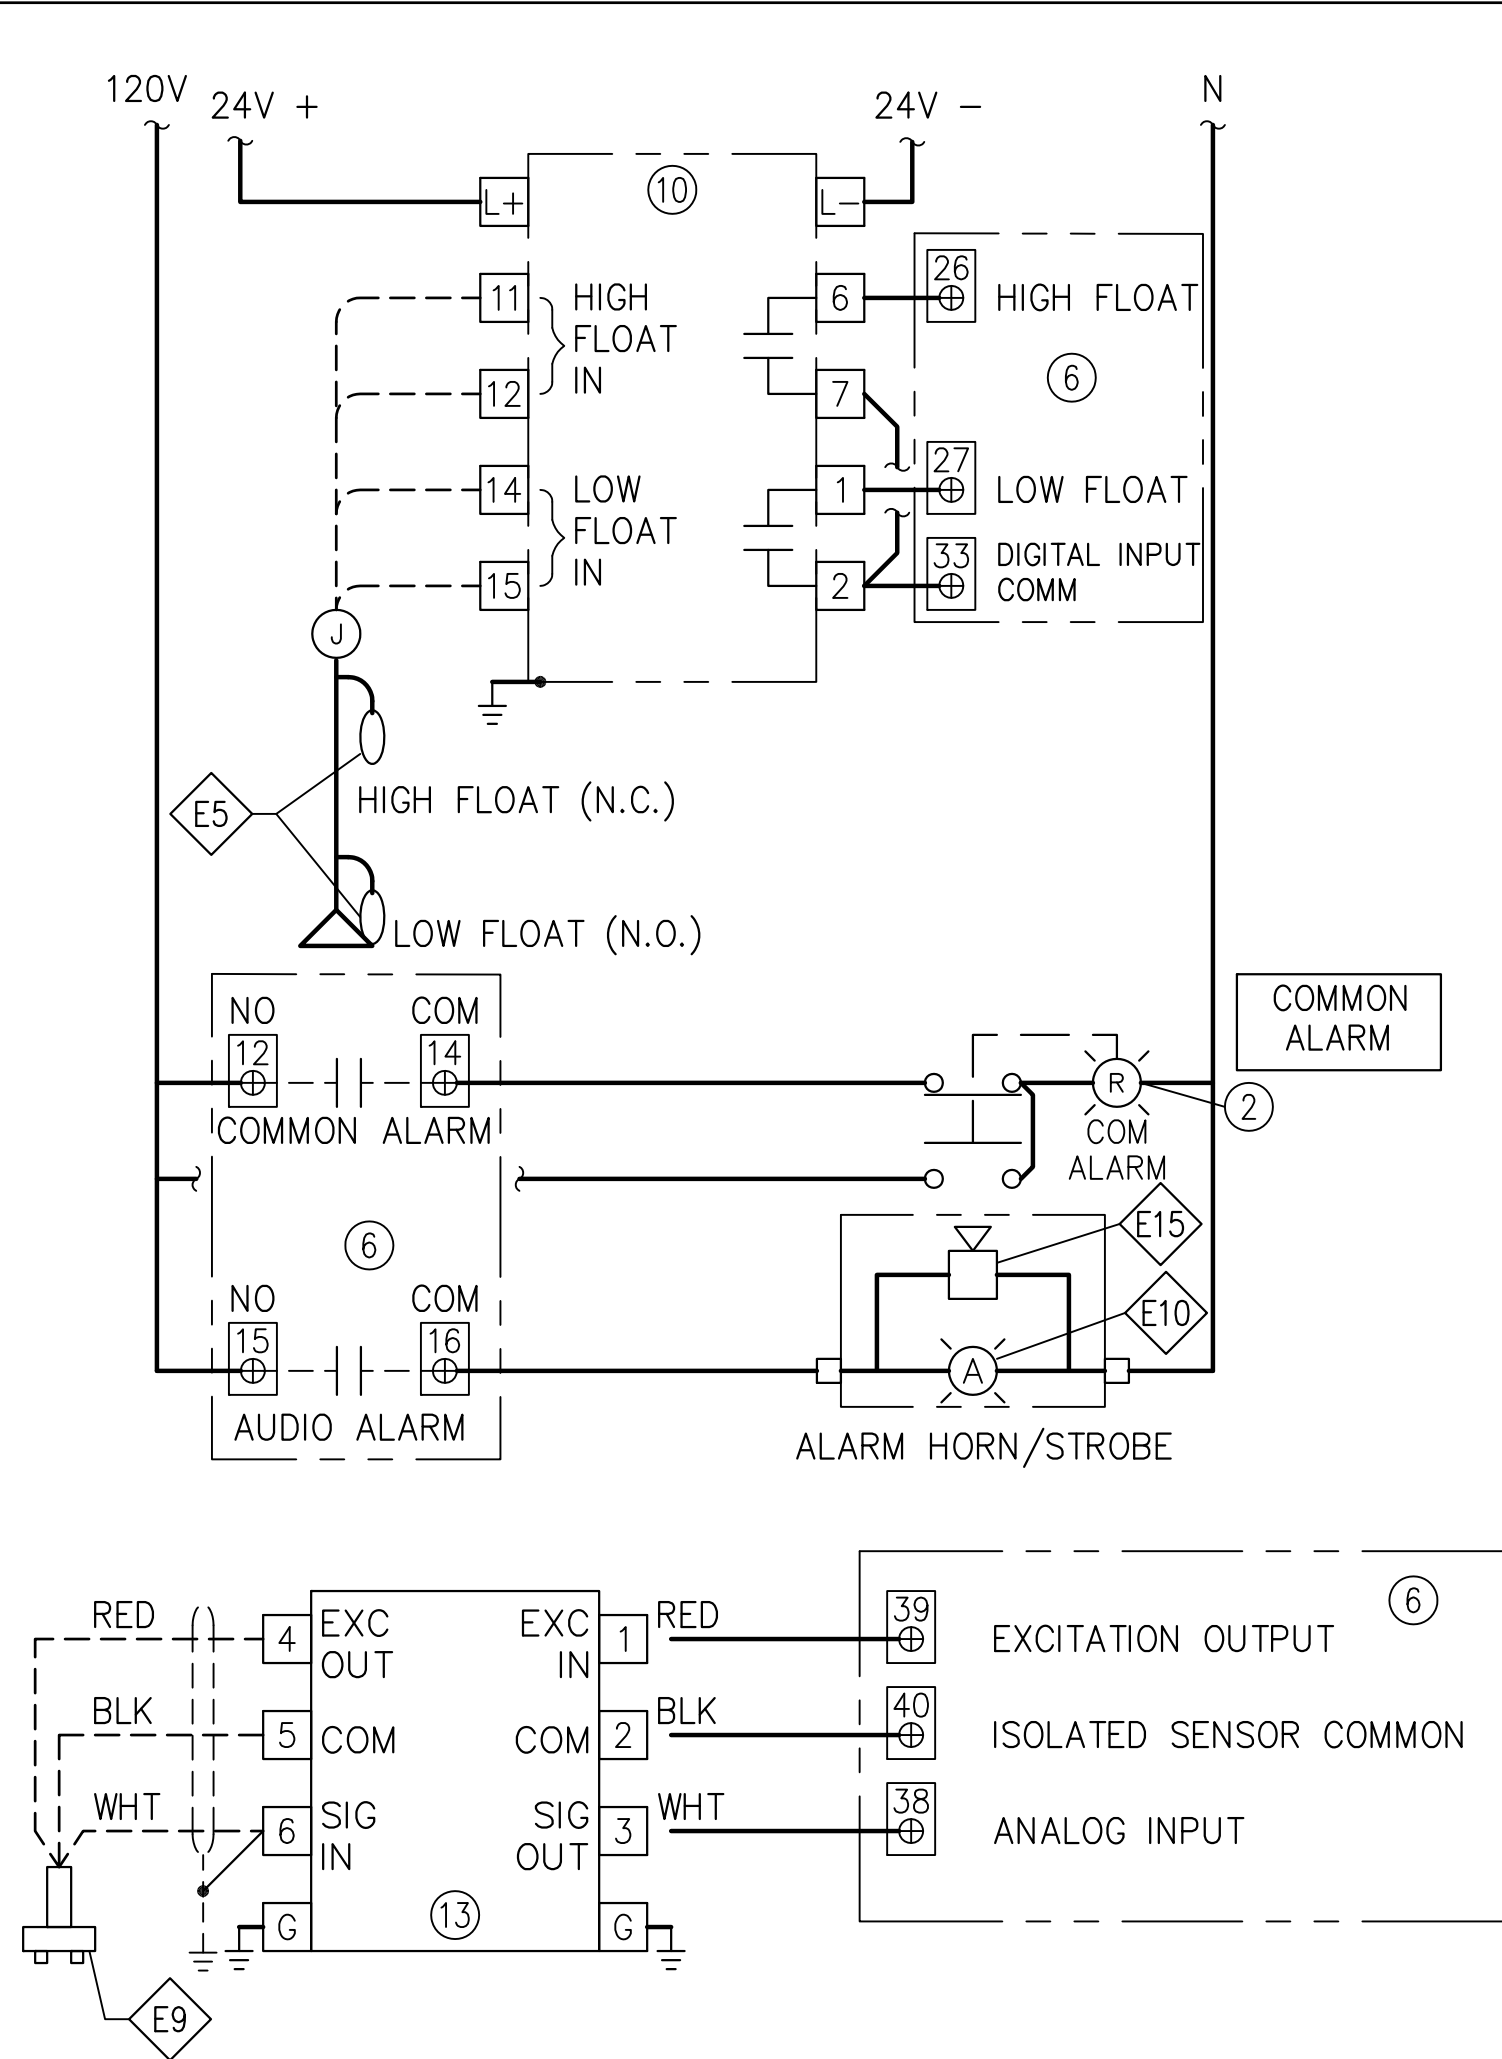 120V
24V +
24V −
N
10
L+
L−
11
HIGH
FLOAT
IN
12
6
7
26
HIGH FLOAT
6
14
LOW
FLOAT
IN
15
1
2
27
LOW FLOAT
33
DIGITAL INPUT
COMM
J
E5
HIGH FLOAT (N.C.)
LOW FLOAT (N.O.)
NO
COM
12
14
COMMON ALARM
COMMON
ALARM
R
2
COM
ALARM
6
NO
COM
15
16
AUDIO ALARM
E15
E10
A
ALARM HORN/STROBE
RED
4
EXC
OUT
EXC
IN
1
RED
39
EXCITATION OUTPUT
6
BLK
5
COM
COM
2
BLK
40
ISOLATED SENSOR COMMON
WHT
6
SIG
IN
SIG
OUT
3
WHT
38
ANALOG INPUT
G
13
G
E9